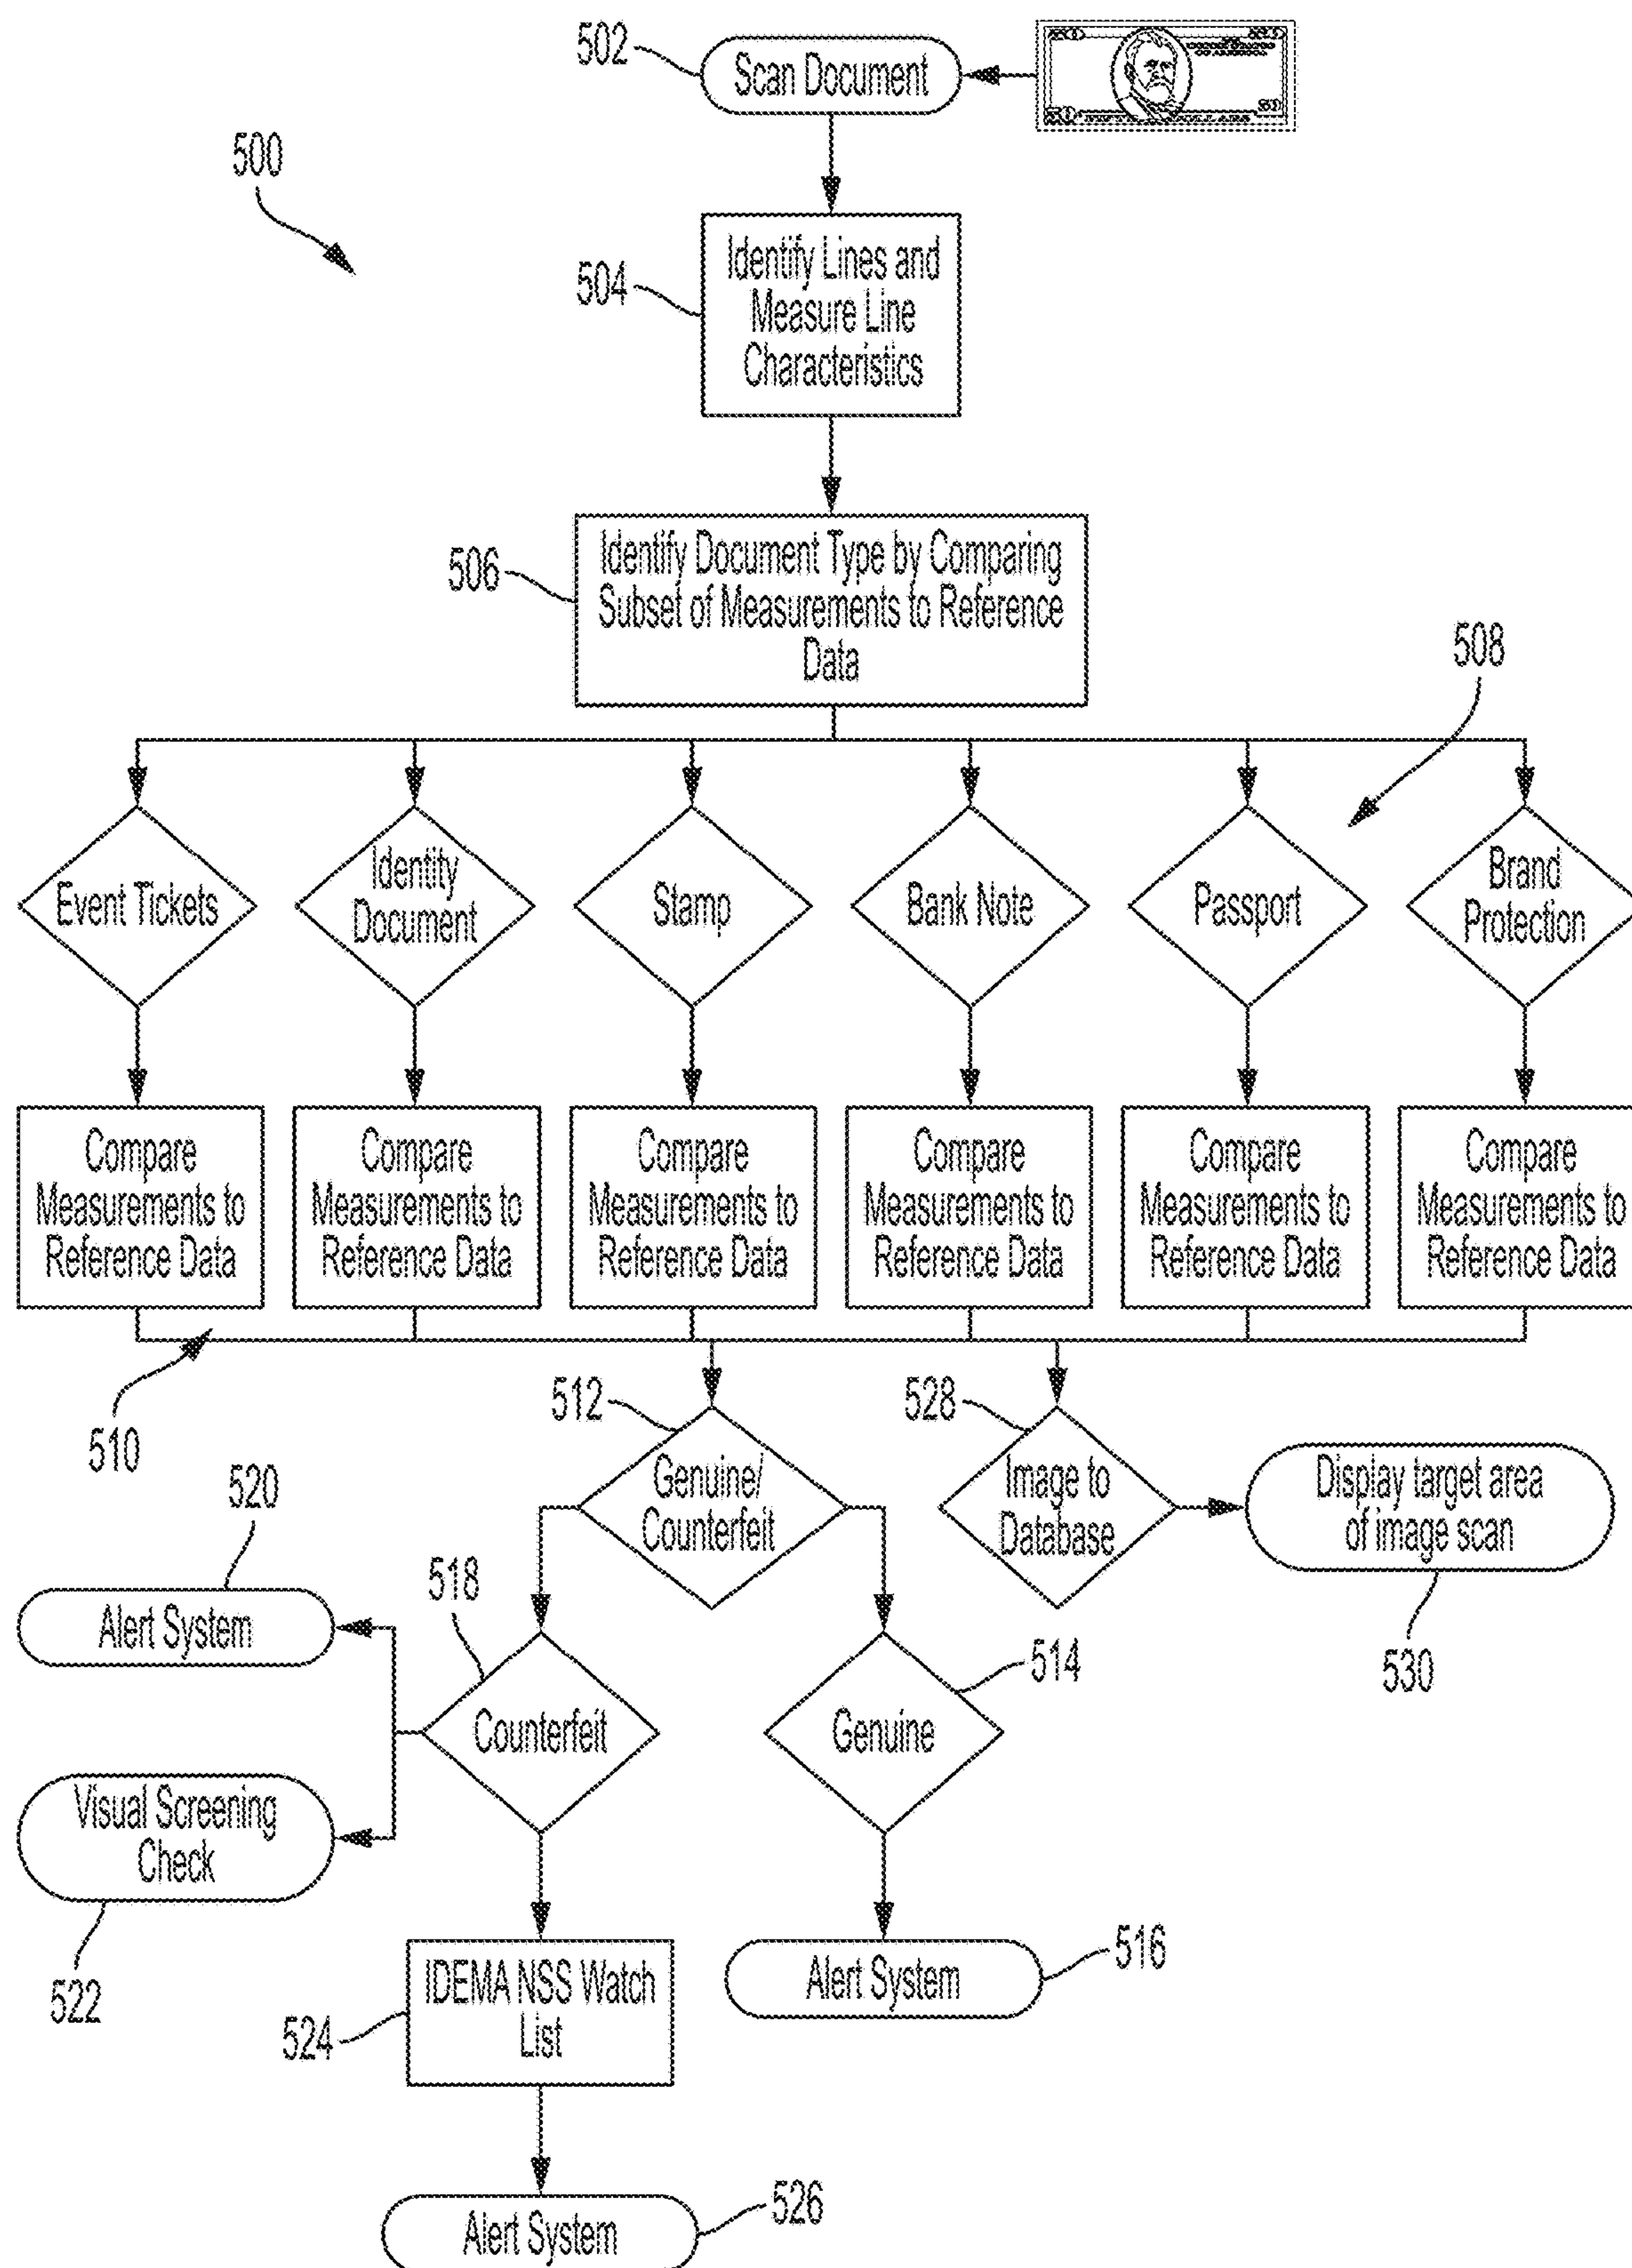 502
Scan Document
500
504
Identify Lines and
Measure Line
Characteristics
506
Identify Document Type by Comparing
Subset of Measurements to Reference
Data
508
Event Tickets
Identity
Document
Stamp
Bank Note
Passport
Brand
Protection
Compare
Measurements to
Reference Data
Compare
Measurements to
Reference Data
Compare
Measurements to
Reference Data
Compare
Measurements to
Reference Data
Compare
Measurements to
Reference Data
Compare
Measurements to
Reference Data
510
512
Genuine/
Counterfeit
528
Image to
Database
Display target area
of image scan
530
520
Alert System
518
Counterfeit
514
Genuine
Visual Screening
Check
522
524
IDEMA NSS Watch
List
Alert System
516
Alert System
526